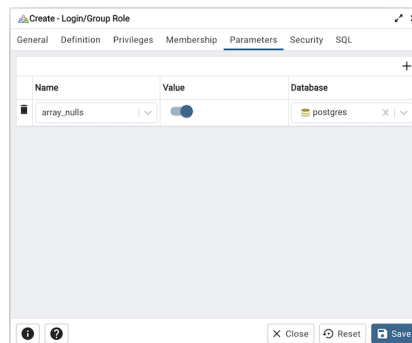 Create - Login/Group Role
General Definition Privileges Membership Parameters Security SQL
Name Value Database
array_nulls postgres
Close Reset Save